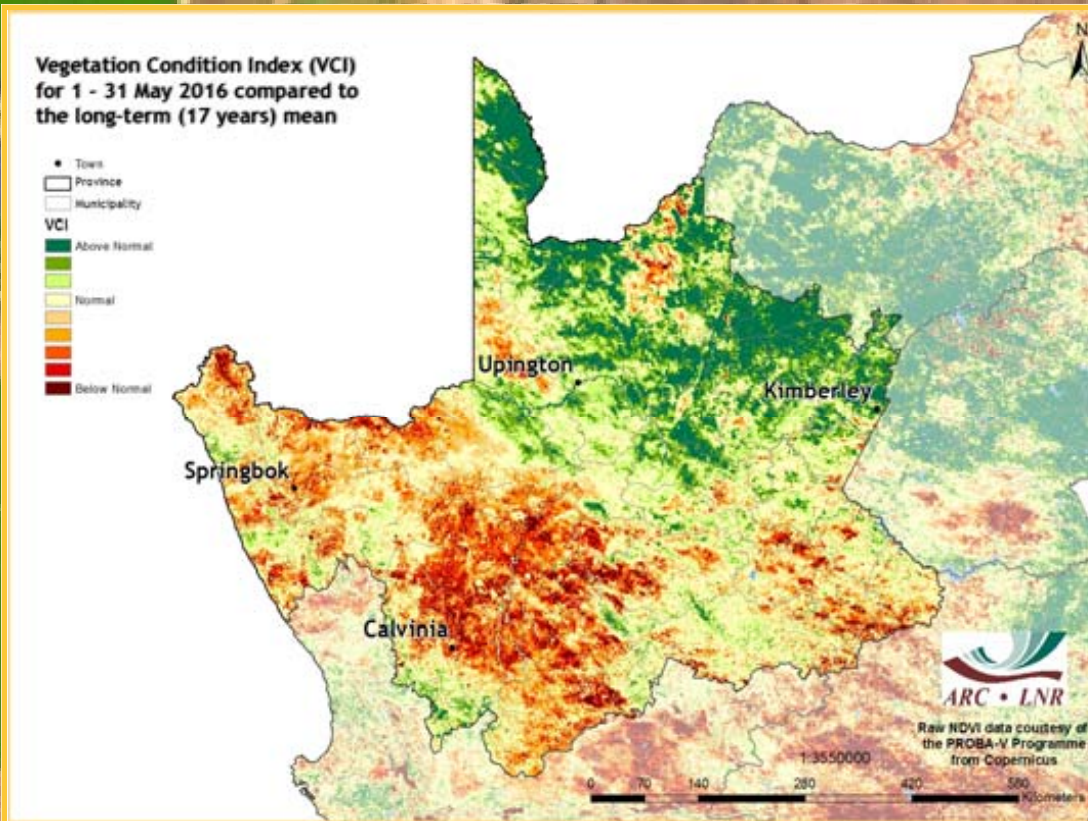 Vegetation Condition Index (VCI)
for 1 - 31 May 2016 compared to
the long-term (17 years) mean
N
Town
Province
Municipality
VCI
Above Normal
Normal
Below Normal
Upington
Kimberley
Springbok
Calvinia
ARC • LNR
Raw NDVI data courtesy of
the PROBA-V Programme
from Copernicus
1:3550000
0 70 140 280 420 560
Kilometers